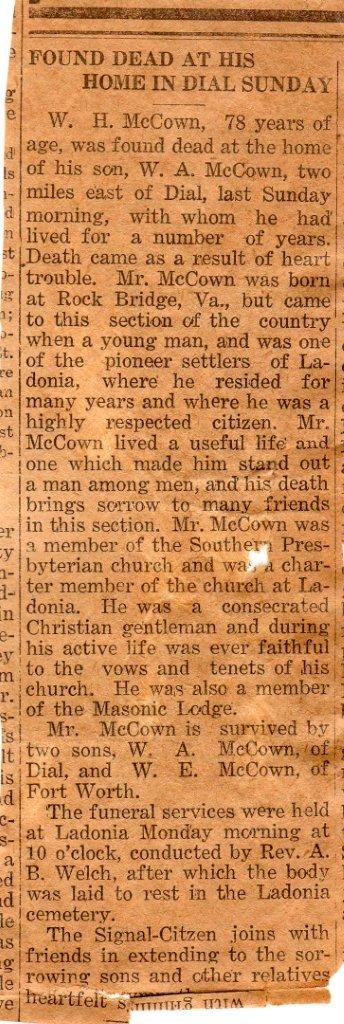 FOUND DEAD AT HIS
HOME IN DIAL SUNDAY
W. H. McCown, 78 years of
age, was found dead at the home
of his son, W. A. McCown, two
miles east of Dial, last Sunday
morning, with whom he had
lived for a number of years.
Death came as a result of heart
trouble. Mr. McCown was born
at Rock Bridge, Va., but came
to this section of the country
when a young man, and was one
of the pioneer settlers of La-
donia, where he resided for
many years and where he was a
highly respected citizen. Mr.
McCown lived a useful life and
one which made him stand out
a man among men, and his death
brings sorrow to many friends
in this section. Mr. McCown was
a member of the Southern Pres-
byterian church and was a char-
ter member of the church at La-
donia. He was a consecrated
Christian gentleman and during
his active life was ever faithful
to the vows and tenets of his
church. He was also a member
of the Masonic Lodge.
Mr. McCown is survived by
two sons, W. A. McCown, of
Dial, and W. E. McCown, of
Fort Worth.
The funeral services were held
at Ladonia Monday morning at
10 o'clock, conducted by Rev. A.
B. Welch, after which the body
was laid to rest in the Ladonia
cemetery.
The Signal-Citzen joins with
friends in extending to the sor-
rowing sons and other relatives
heartfelt